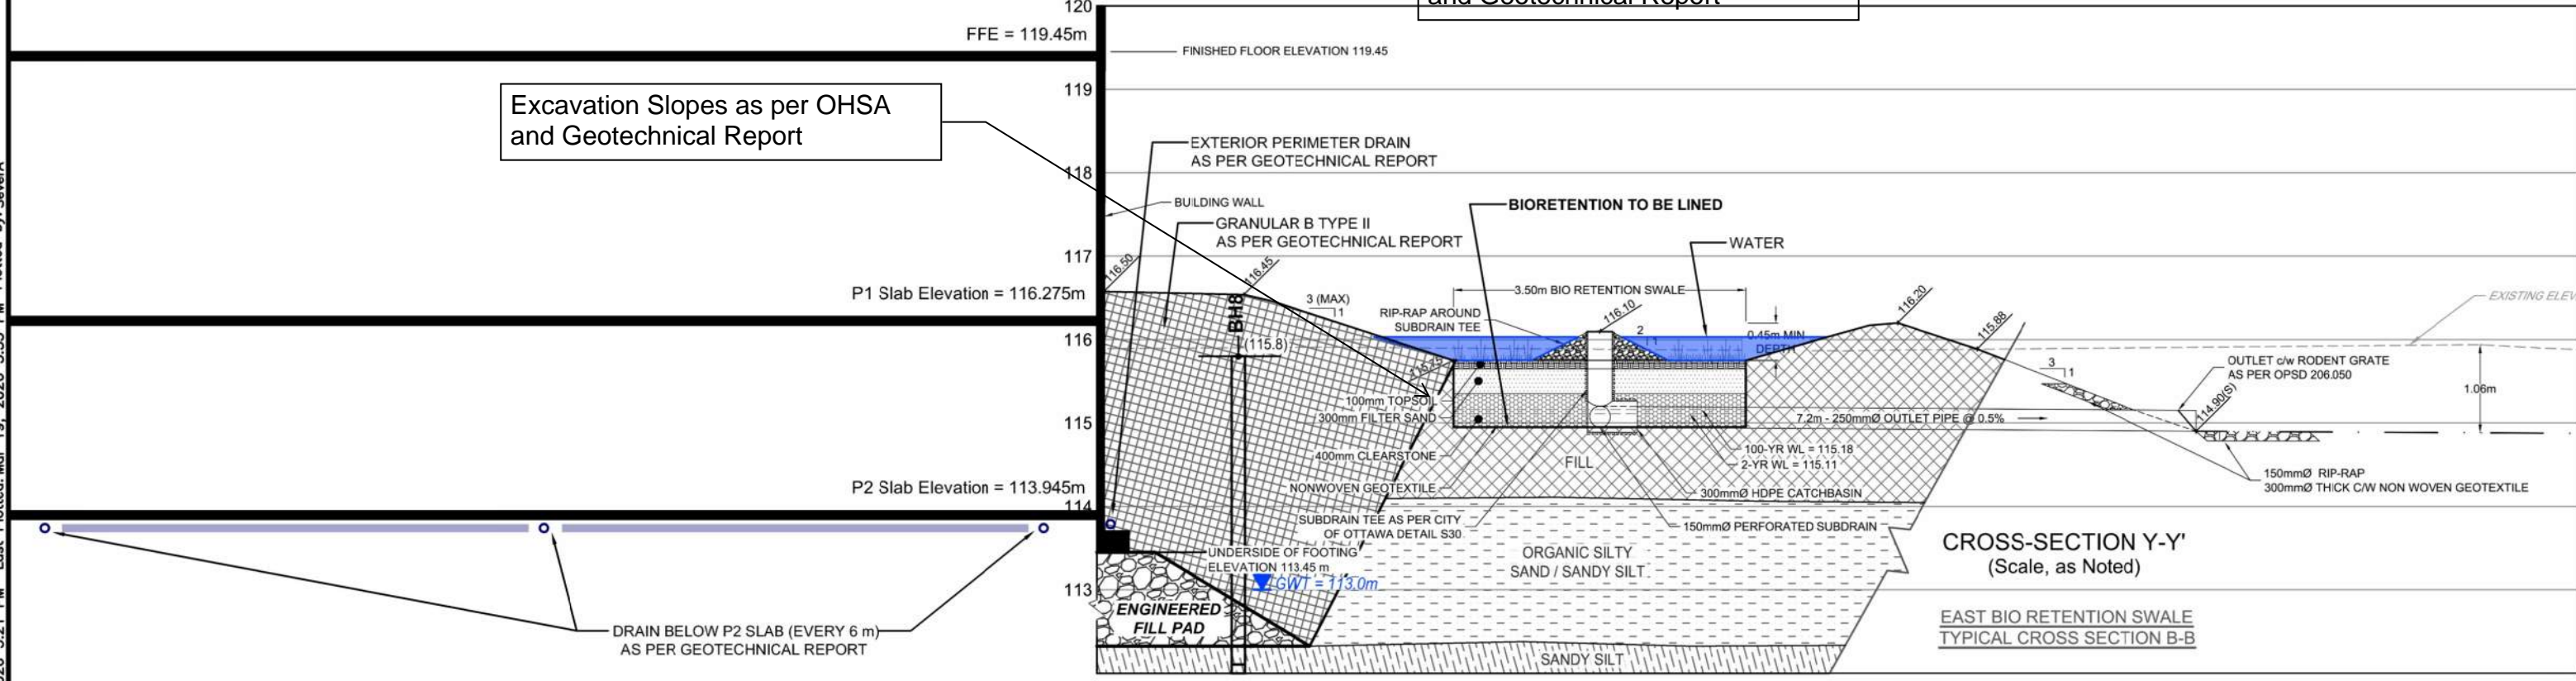 and Geotechnical Report
120
FFE = 119.45m
FINISHED FLOOR ELEVATION 119.45
119
Excavation Slopes as per OHSA
and Geotechnical Report
EXTERIOR PERIMETER DRAIN
AS PER GEOTECHNICAL REPORT
118
BUILDING WALL
BIORETENTION TO BE LINED
GRANULAR B TYPE II
AS PER GEOTECHNICAL REPORT
WATER
117
116.50
116.45
P1 Slab Elevation = 116.275m
3 (MAX)
1
3.50m BIO RETENTION SWALE
116.20
EXISTING ELEV
RIP-RAP AROUND
SUBDRAIN TEE
116.10
2
1
0.45m MIN
DEPTH
115.88
BH8
116
(115.8)
115.75
OUTLET c/w RODENT GRATE
AS PER OPSD 206.050
3
1
1.06m
114.90(S)
100mm TOPSOIL
300mm FILTER SAND
115
7.2m - 250mmØ OUTLET PIPE @ 0.5%
400mm CLEARSTONE
FILL
100-YR WL = 115.18
2-YR WL = 115.11
150mmØ RIP-RAP
300mmØ THICK C/W NON WOVEN GEOTEXTILE
P2 Slab Elevation = 113.945m
NONWOVEN GEOTEXTILE
300mmØ HDPE CATCHBASIN
114
SUBDRAIN TEE AS PER CITY
OF OTTAWA DETAIL S30
150mmØ PERFORATED SUBDRAIN
UNDERSIDE OF FOOTING
ELEVATION 113.45 m
ORGANIC SILTY
SAND / SANDY SILT
CROSS-SECTION Y-Y'
(Scale, as Noted)
GWT = 113.0m
113
ENGINEERED
FILL PAD
EAST BIO RETENTION SWALE
TYPICAL CROSS SECTION B-B
DRAIN BELOW P2 SLAB (EVERY 6 m)
AS PER GEOTECHNICAL REPORT
SANDY SILT